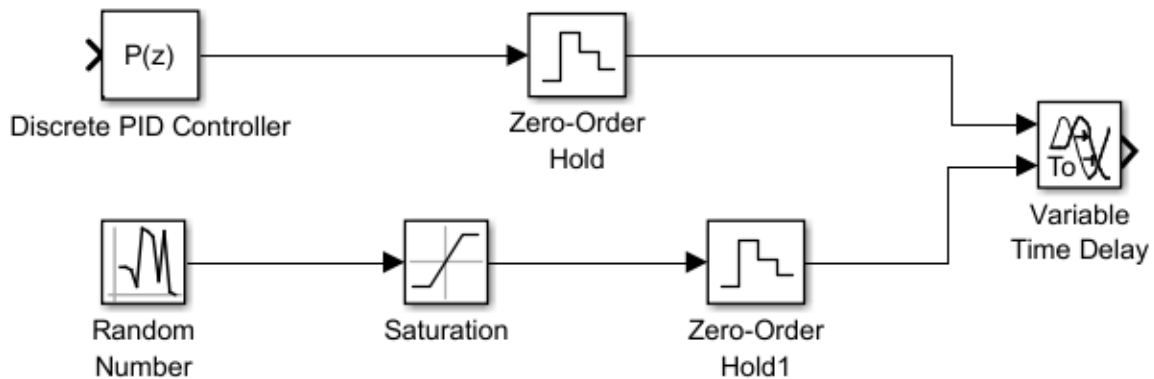 P(z)
Discrete PID Controller
Zero-Order
Hold
To
Variable
Time Delay
Random
Number
Saturation
Zero-Order
Hold1